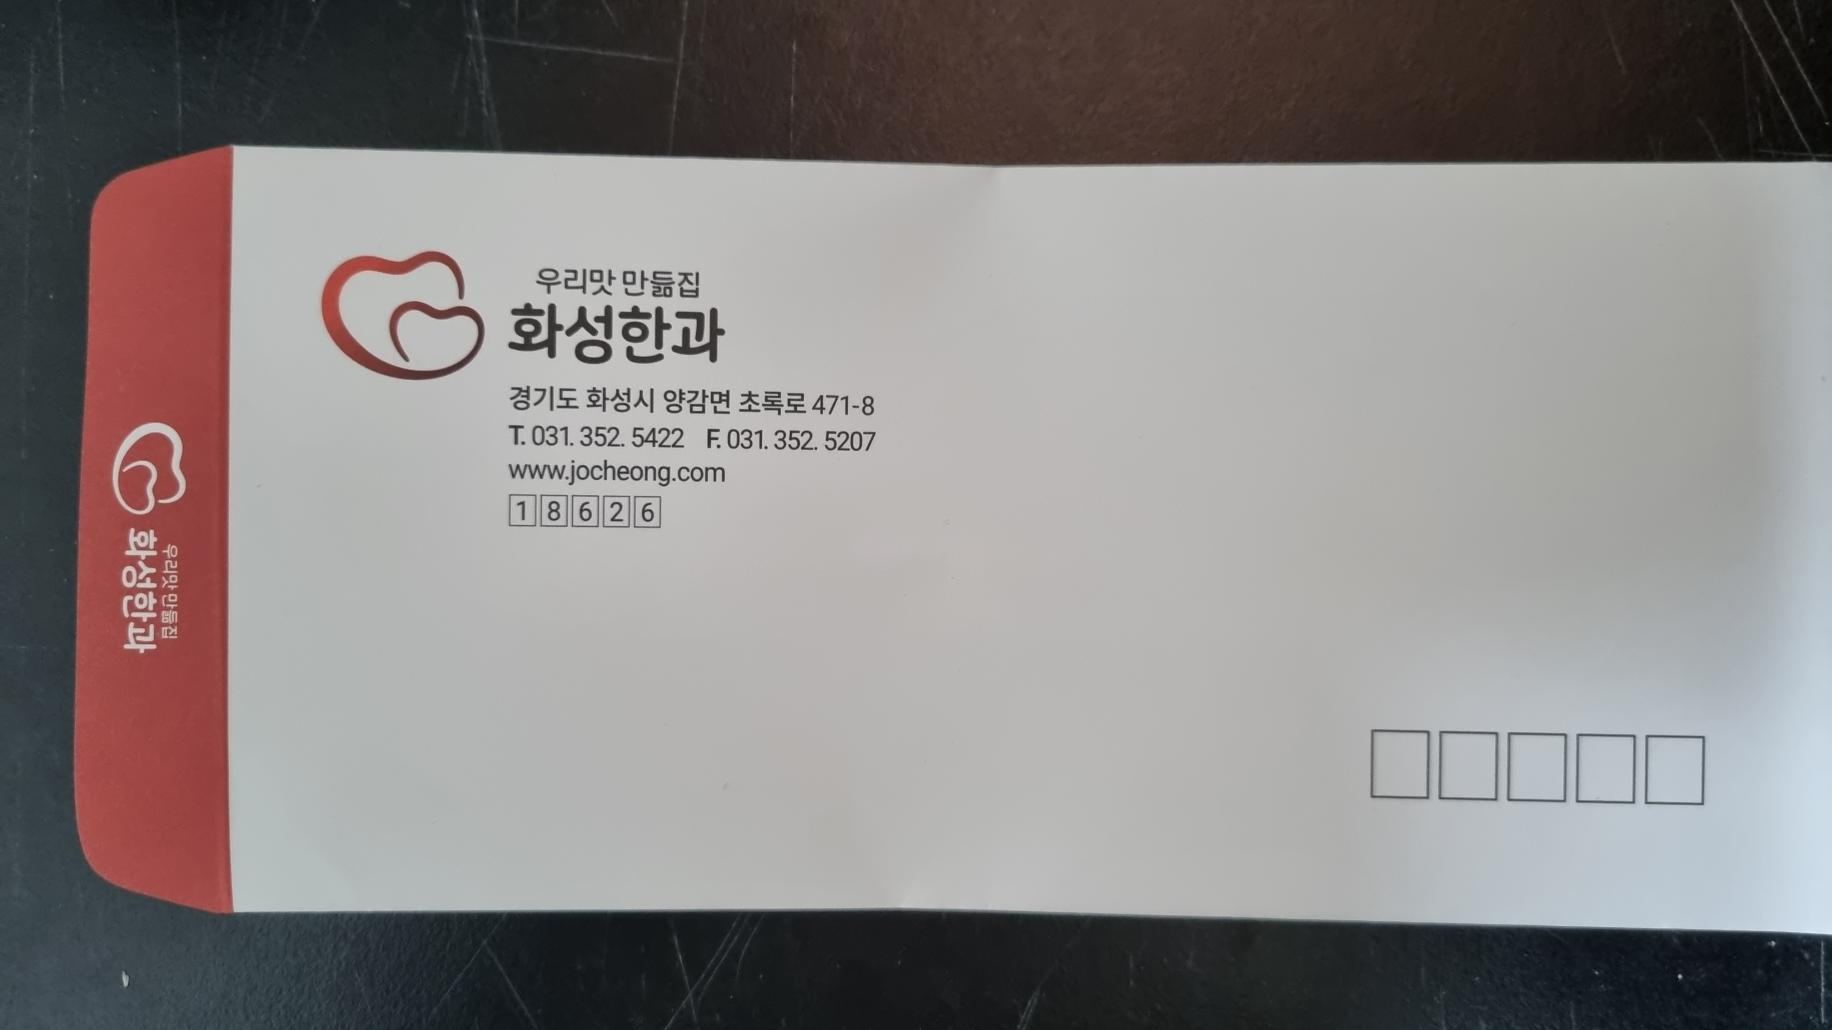 우리맛 만듦집
화성한과
경기도 화성시 양감면 초록로 471-8
T. 031. 352. 5422 F. 031. 352. 5207
www.jocheong.com
18626
우리맛 만듦집
화성한과